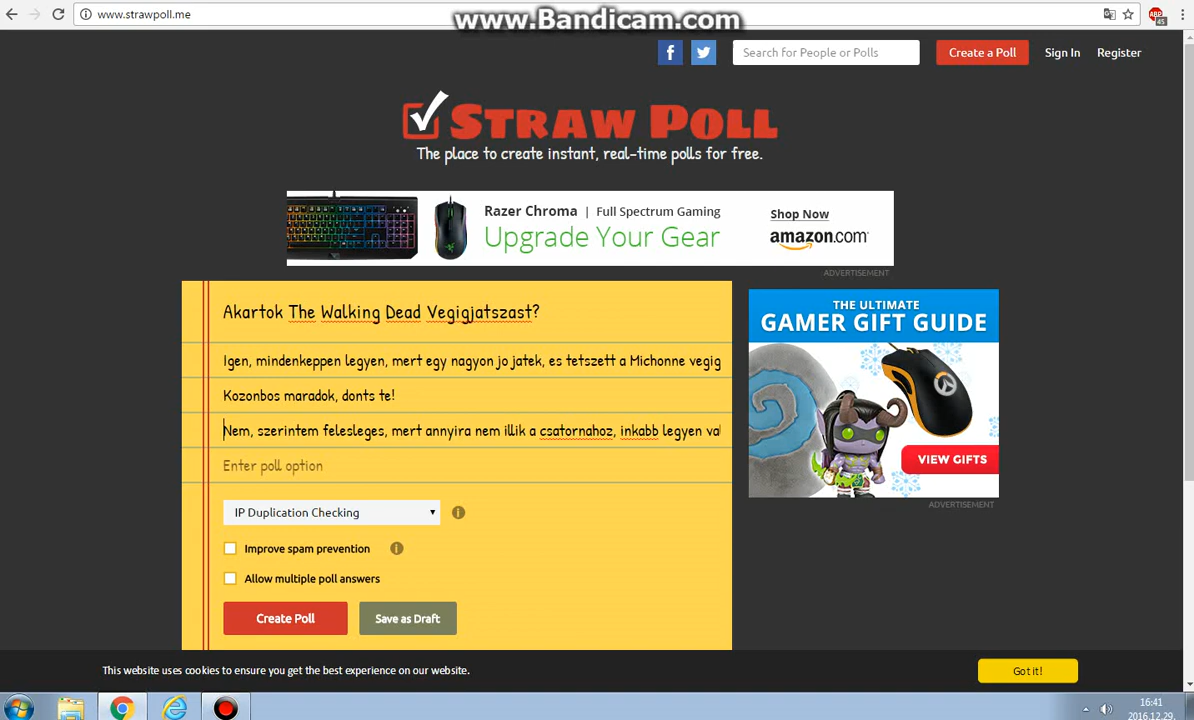 www.strawpoll.me
www.Bandicam.com
Search for People or Polls
Create a Poll
Sign In
Register
STRAW POLL
The place to create instant, real-time polls for free.
Razer Chroma | Full Spectrum Gaming
Upgrade Your Gear
Shop Now
amazon.com
ADVERTISEMENT
Akartok The Walking Dead Vegigjatszast?
Igen, mindenkeppen legyen, mert egy nagyon jo jatek, es tetszett a Michonne vegig
Kozonbos maradok, donts te!
Nem, szerintem felesleges, mert annyira nem illik a csatornahoz, inkabb legyen va
Enter poll option
IP Duplication Checking
Improve spam prevention
Allow multiple poll answers
Create Poll
Save as Draft
THE ULTIMATE
GAMER GIFT GUIDE
VIEW GIFTS
ADVERTISEMENT
This website uses cookies to ensure you get the best experience on our website.
Got it!
16:41
2016.12.29.